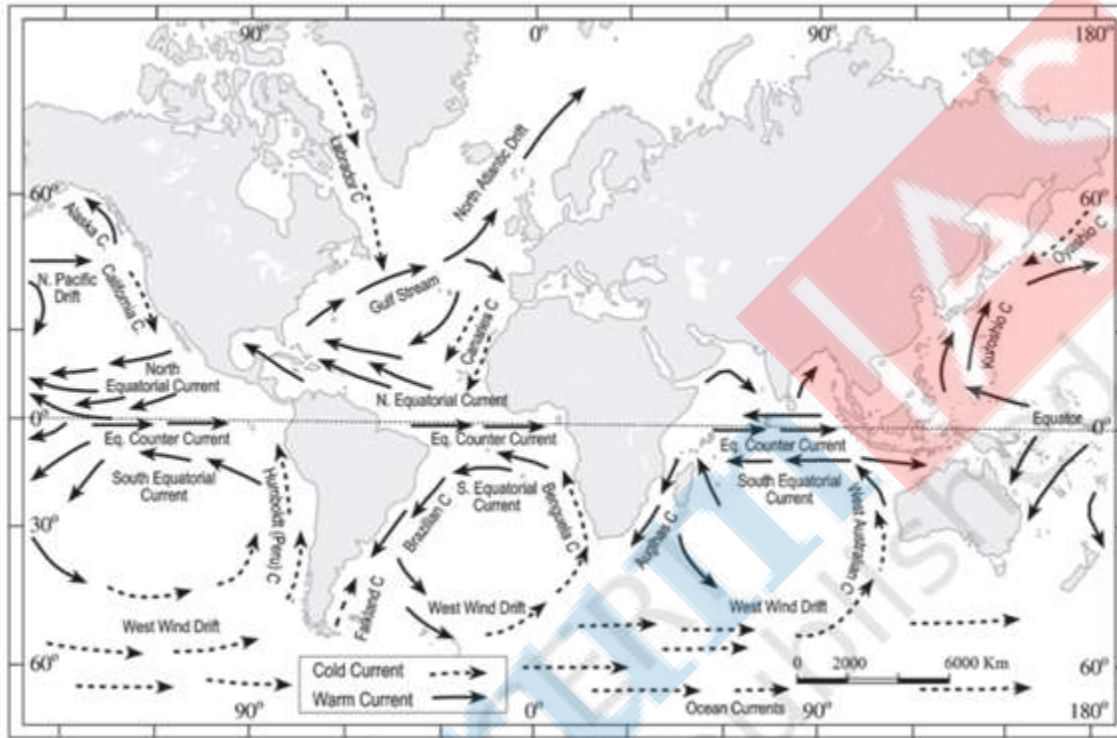 90°
0°
90°
180°
Labrador C
North Atlantic Drift
60°
60°
Alaska C.
Oyashio C
N. Pacific
Drift
California C.
Gulf Stream
Canaries C
Kuroshio C
North
Equatorial Current
N. Equatorial Current
Equator
0°
0°
Eq. Counter Current
Eq. Counter Current
Eq. Counter Current
South Equatorial
Current
Humboldt (Peru) C
S. Equatorial
Current
South Equatorial
Current
Brazilian C
Benguela C
Augihas C
West Australian C
30°
30°
Falkland C
West Wind Drift
West Wind Drift
West Wind Drift
60°
60°
Cold Current
Warm Current
0 2000 6000 Km
Ocean Currents
90°
0°
90°
180°
IAS